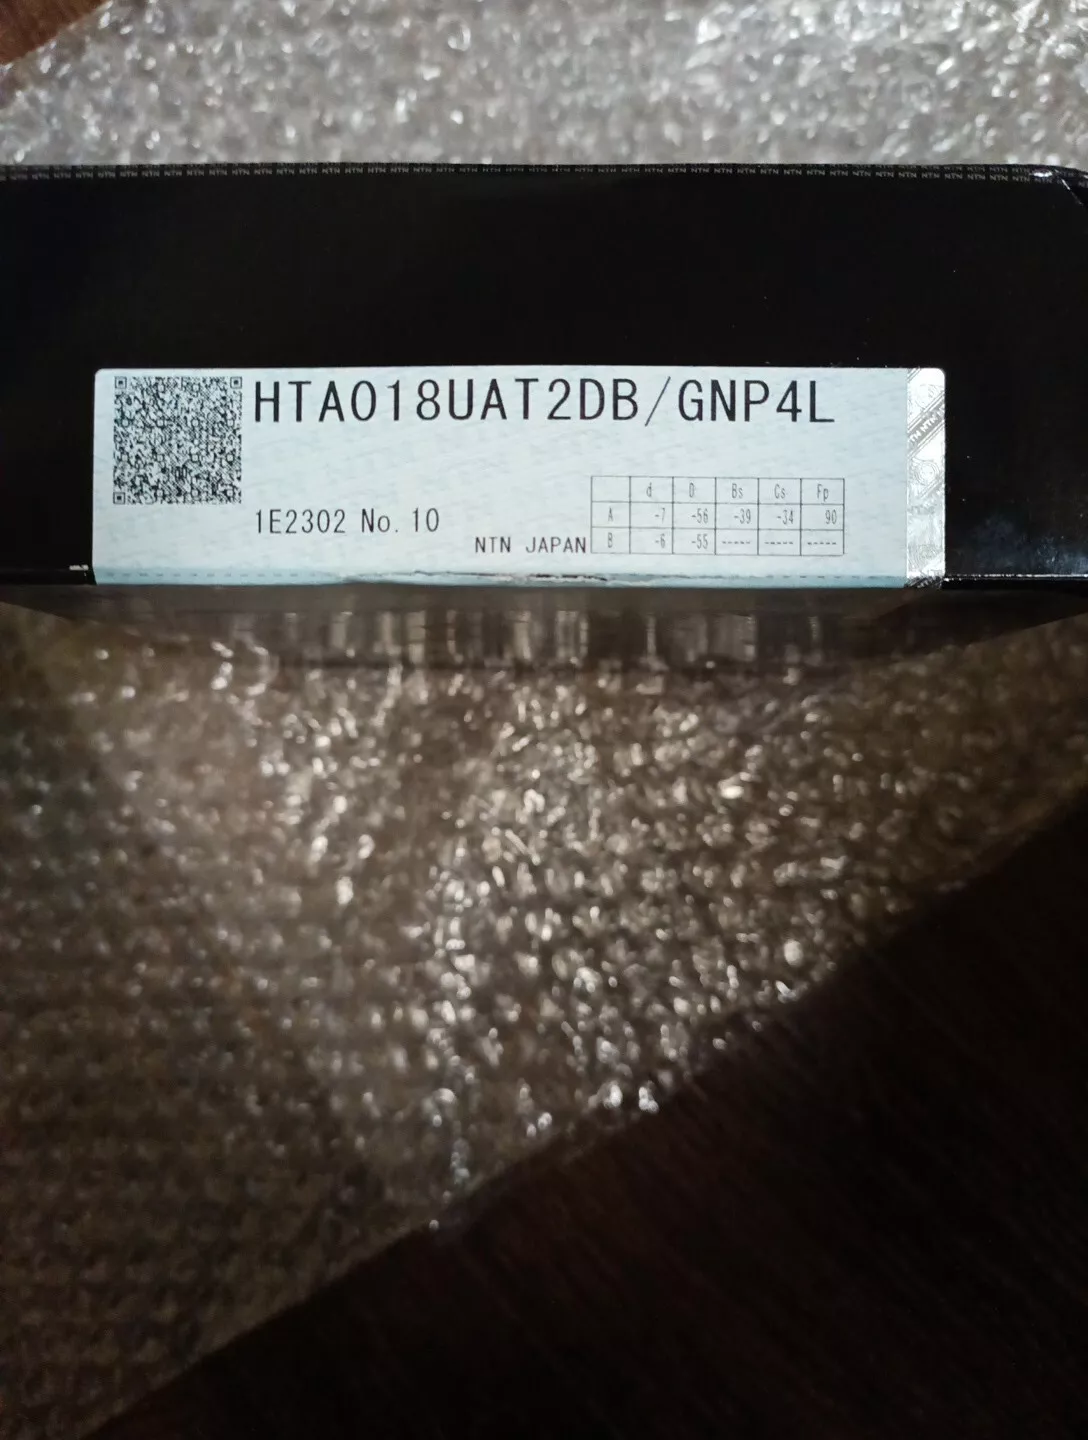 HTA018UAT2DB/GNP4L
1E2302 No. 10
NTN JAPAN
d D Bs Cs Fp
A -7 -56 -39 -34 90
B -6 -55 ----- ----- -----